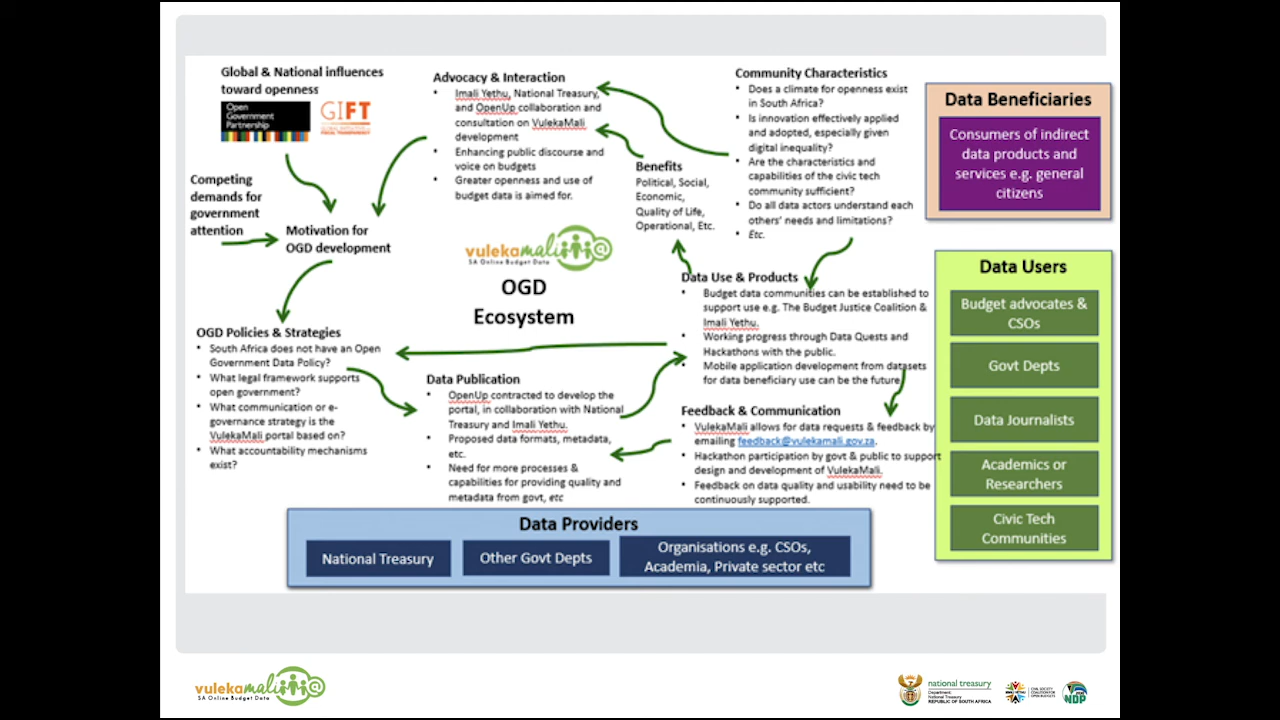 Global & National influences
toward openness
Open
Government
Partnership
GIFT
GLOBAL INITIATIVE for
FISCAL TRANSPARENCY
Competing
demands for
government
attention
Motivation for
OGD development
Advocacy & Interaction
• Imali Yethu, National Treasury,
and OpenUp collaboration and
consultation on VulekaMali
development
• Enhancing public discourse and
voice on budgets
• Greater openness and use of
budget data is aimed for.
Benefits
Political, Social,
Economic,
Quality of Life,
Operational, Etc.
Community Characteristics
• Does a climate for openness exist
in South Africa?
• Is innovation effectively applied
and adopted, especially given
digital inequality?
• Are the characteristics and
capabilities of the civic tech
community sufficient?
• Do all data actors understand each
others’ needs and limitations?
• Etc.
Data Beneficiaries
Consumers of indirect
data products and
services e.g. general
citizens
vulekamali
SA Online Budget Data
OGD
Ecosystem
Data Use & Products
• Budget data communities can be established to
support use e.g. The Budget Justice Coalition &
Imali Yethu.
• Working progress through Data Quests and
Hackathons with the public.
• Mobile application development from datasets
for data beneficiary use can be the future
Data Users
Budget advocates &
CSOs
Govt Depts
Data Journalists
Academics or
Researchers
Civic Tech
Communities
OGD Policies & Strategies
• South Africa does not have an Open
Government Data Policy?
• What legal framework supports
open government?
• What communication or e-
governance strategy is the
VulekaMali portal based on?
• What accountability mechanisms
exist?
Data Publication
• OpenUp contracted to develop the
portal, in collaboration with National
Treasury and Imali Yethu.
• Proposed data formats, metadata,
etc.
• Need for more processes &
capabilities for providing quality and
metadata from govt, etc
Feedback & Communication
• VulekaMali allows for data requests & feedback by
emailing feedback@vulekamali.gov.za.
• Hackathon participation by govt & public to support
design and development of VulekaMali.
• Feedback on data quality and usability need to be
continuously supported.
Data Providers
National Treasury
Other Govt Depts
Organisations e.g. CSOs,
Academia, Private sector etc
vulekamali
SA Online Budget Data
national treasury
Department:
National Treasury
REPUBLIC OF SOUTH AFRICA
CIVIL SOCIETY
COALITION FOR
OPEN BUDGETS
NDP